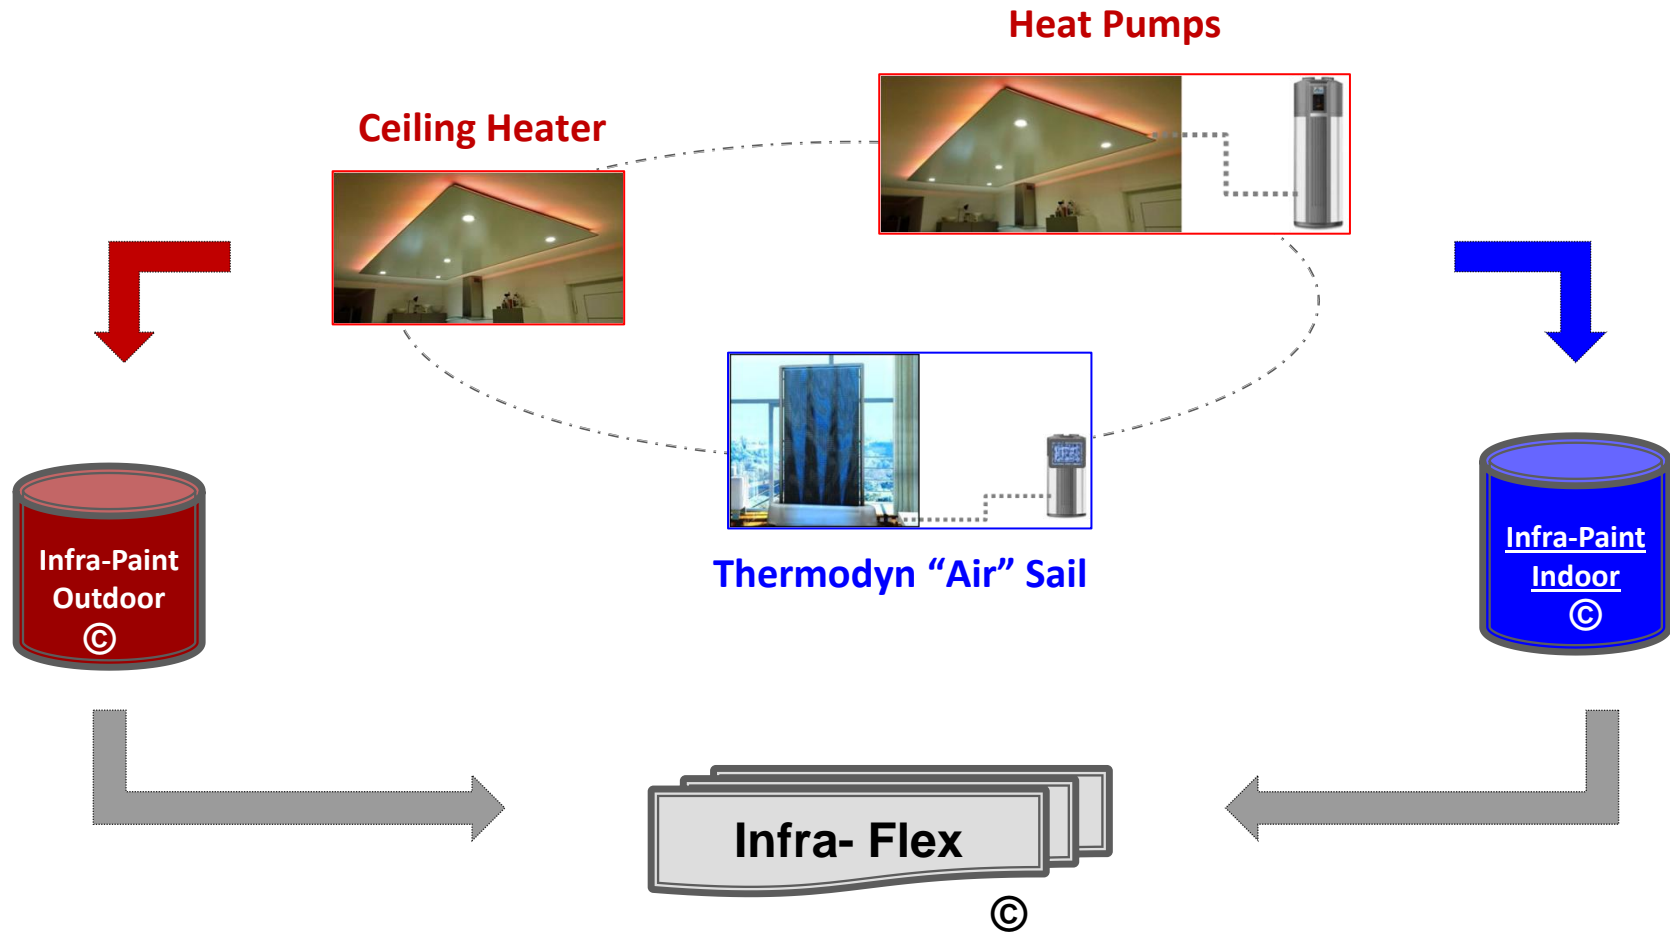 Heat Pumps
Ceiling Heater
Thermodyn “Air” Sail
Infra-Paint
Outdoor
©
Infra-Paint
Indoor
©
Infra- Flex
©